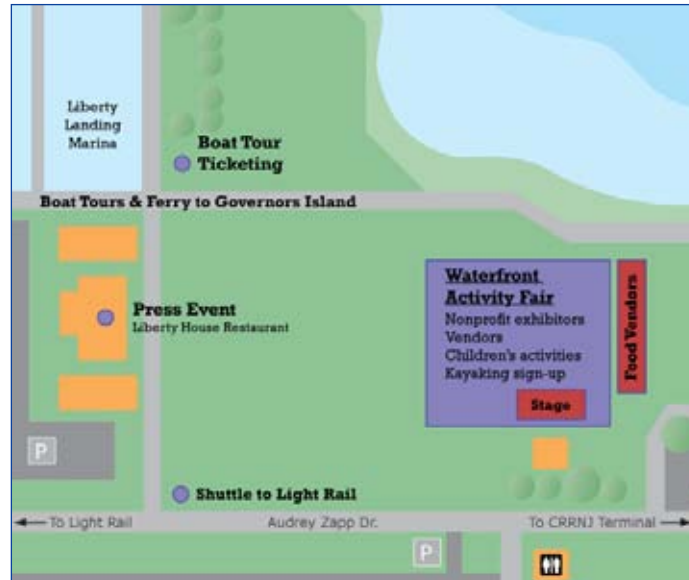 Liberty
Landing
Marina
Boat Tour
Ticketing
Boat Tours & Ferry to Governors Island
Press Event
Liberty House Restaurant
Waterfront
Activity Fair
Nonprofit exhibitors
Vendors
Children's activities
Kayaking sign-up
Stage
Food Vendors
P
Shuttle to Light Rail
To Light Rail
Audrey Zapp Dr.
To CRRNJ Terminal
P